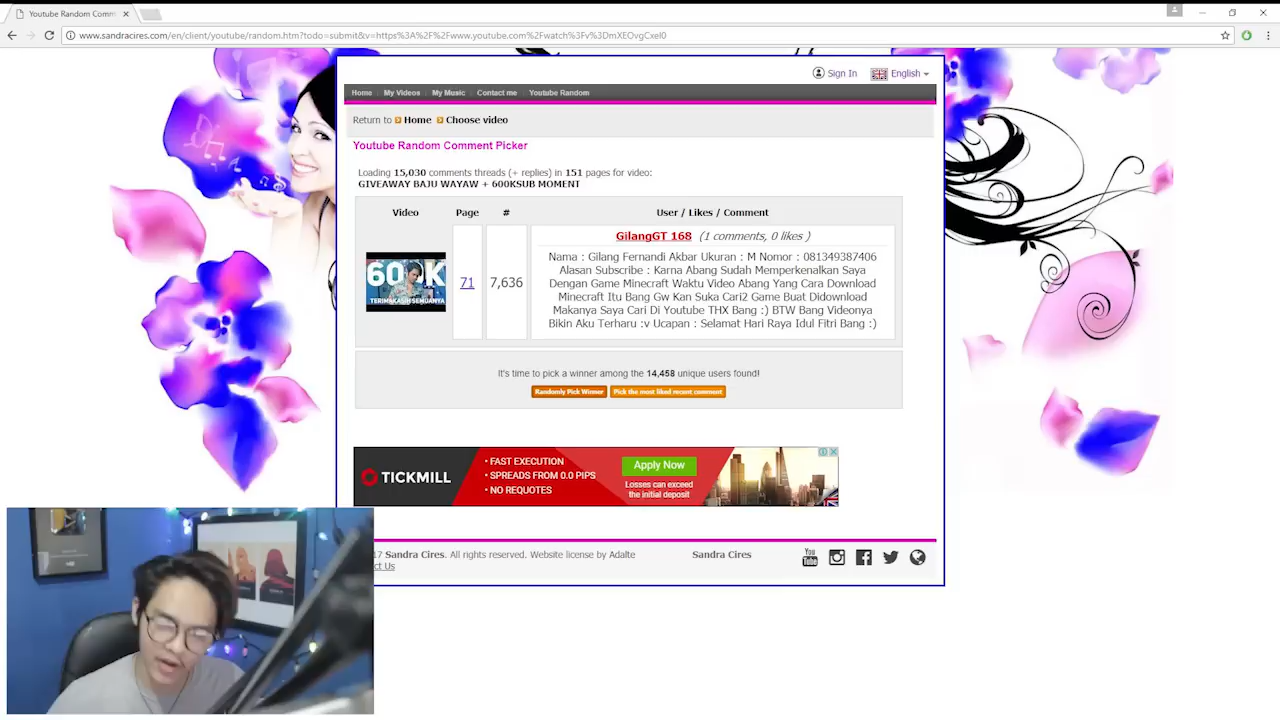 Youtube Random Comm
www.sandracires.com/en/client/youtube/random.htm?todo=submit&v=https%3A%2F%2Fwww.youtube.com%2Fwatch%3Fv%3DmXEOvgCxeI0
Sign In English
Home My Videos My Music Contact me Youtube Random
Return to Home Choose video
Youtube Random Comment Picker
Loading 15,030 comments threads (+ replies) in 151 pages for video:
GIVEAWAY BAJU WAYAW + 600KSUB MOMENT
Video Page # User / Likes / Comment
GilangGT 168 (1 comments, 0 likes )
600K
TERIMAKASIH SEMUANYA
71
7,636
Nama : Gilang Fernandi Akbar Ukuran : M Nomor : 081349387406
Alasan Subscribe : Karna Abang Sudah Memperkenalkan Saya
Dengan Game Minecraft Waktu Video Abang Yang Cara Download
Minecraft Itu Bang Gw Kan Suka Cari2 Game Buat Didownload
Makanya Saya Cari Di Youtube THX Bang :) BTW Bang Videonya
Bikin Aku Terharu :v Ucapan : Selamat Hari Raya Idul Fitri Bang :)
It's time to pick a winner among the 14,458 unique users found!
Randomly Pick Winner Pick the most liked recent comment
TICKMILL
• FAST EXECUTION
• SPREADS FROM 0.0 PIPS
• NO REQUOTES
Apply Now
Losses can exceed
the initial deposit
17 Sandra Cires. All rights reserved. Website license by Adalte
Sandra Cires
You
Tube
ct Us